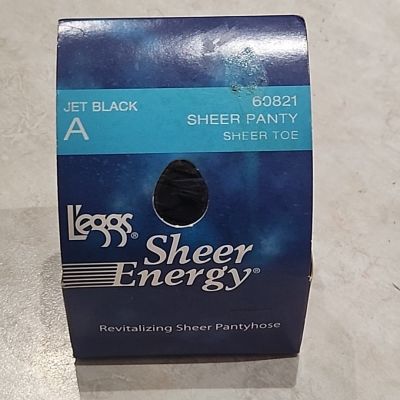 JET BLACK
A
60821
SHEER PANTY
SHEER TOE
L'eggs®
Sheer
Energy®
Revitalizing Sheer Pantyhose